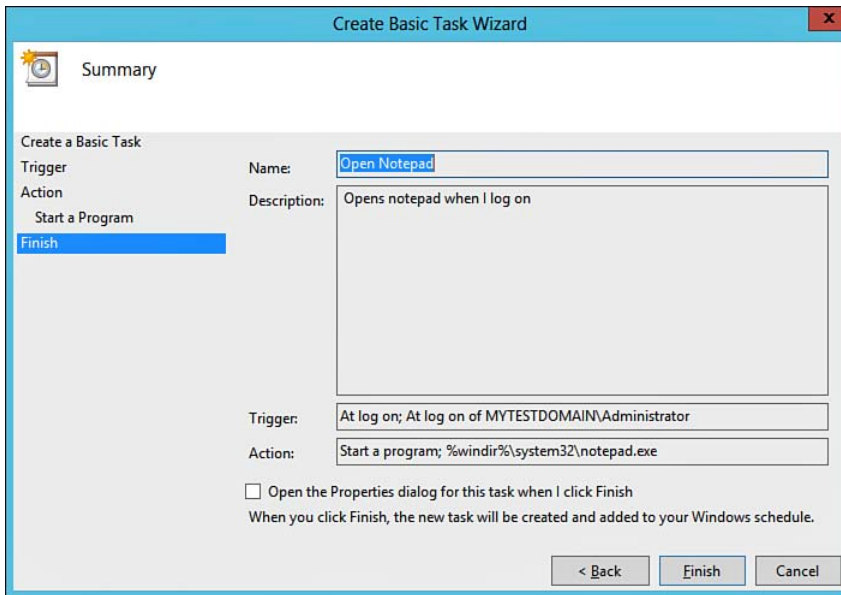 Create Basic Task Wizard
x
Summary
Create a Basic Task
Trigger
Action
Start a Program
Finish
Name:
Open Notepad
Description:
Opens notepad when I log on
Trigger:
At log on; At log on of MYTESTDOMAIN\Administrator
Action:
Start a program; %windir%\system32\notepad.exe
Open the Properties dialog for this task when I click Finish
When you click Finish, the new task will be created and added to your Windows schedule.
< Back
Finish
Cancel